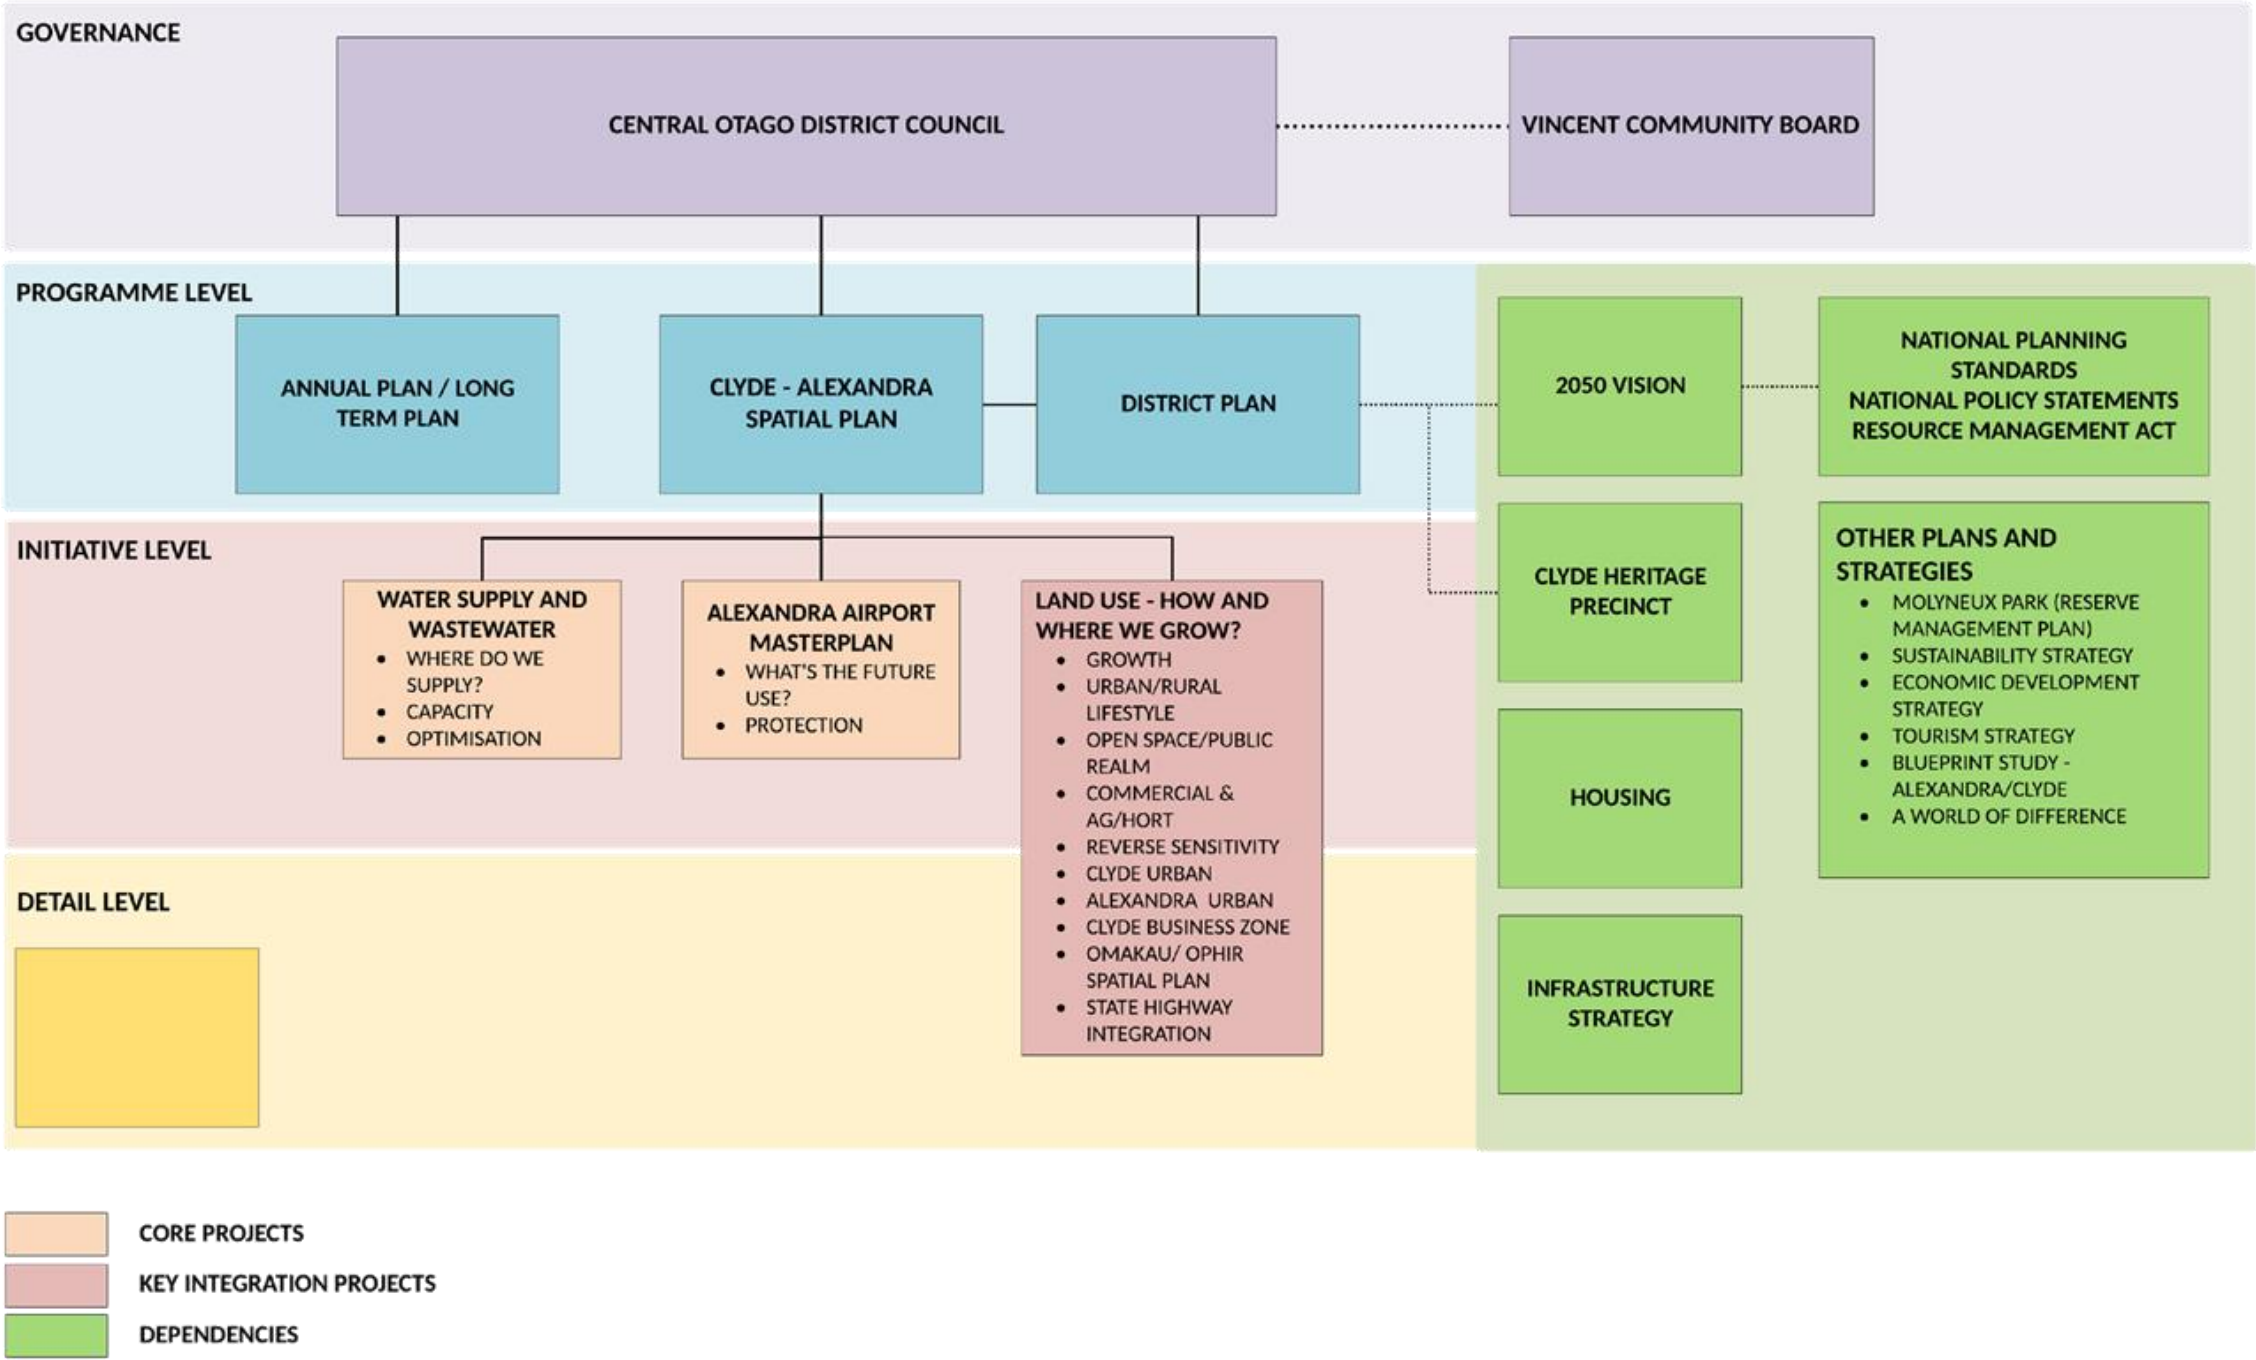 GOVERNANCE
CENTRAL OTAGO DISTRICT COUNCIL
VINCENT COMMUNITY BOARD
PROGRAMME LEVEL
ANNUAL PLAN / LONG
TERM PLAN
CLYDE - ALEXANDRA
SPATIAL PLAN
DISTRICT PLAN
2050 VISION
NATIONAL PLANNING
STANDARDS
NATIONAL POLICY STATEMENTS
RESOURCE MANAGEMENT ACT
INITIATIVE LEVEL
WATER SUPPLY AND
WASTEWATER
• WHERE DO WE
SUPPLY?
• CAPACITY
• OPTIMISATION
ALEXANDRA AIRPORT
MASTERPLAN
• WHAT'S THE FUTURE
USE?
• PROTECTION
LAND USE - HOW AND
WHERE WE GROW?
• GROWTH
• URBAN/RURAL
LIFESTYLE
• OPEN SPACE/PUBLIC
REALM
• COMMERCIAL &
AG/HORT
• REVERSE SENSITIVITY
• CLYDE URBAN
• ALEXANDRA URBAN
• CLYDE BUSINESS ZONE
• OMAKAU/ OPHIR
SPATIAL PLAN
• STATE HIGHWAY
INTEGRATION
CLYDE HERITAGE
PRECINCT
HOUSING
INFRASTRUCTURE
STRATEGY
OTHER PLANS AND
STRATEGIES
• MOLYNEUX PARK (RESERVE
MANAGEMENT PLAN)
• SUSTAINABILITY STRATEGY
• ECONOMIC DEVELOPMENT
STRATEGY
• TOURISM STRATEGY
• BLUEPRINT STUDY -
ALEXANDRA/CLYDE
• A WORLD OF DIFFERENCE
DETAIL LEVEL
CORE PROJECTS
KEY INTEGRATION PROJECTS
DEPENDENCIES